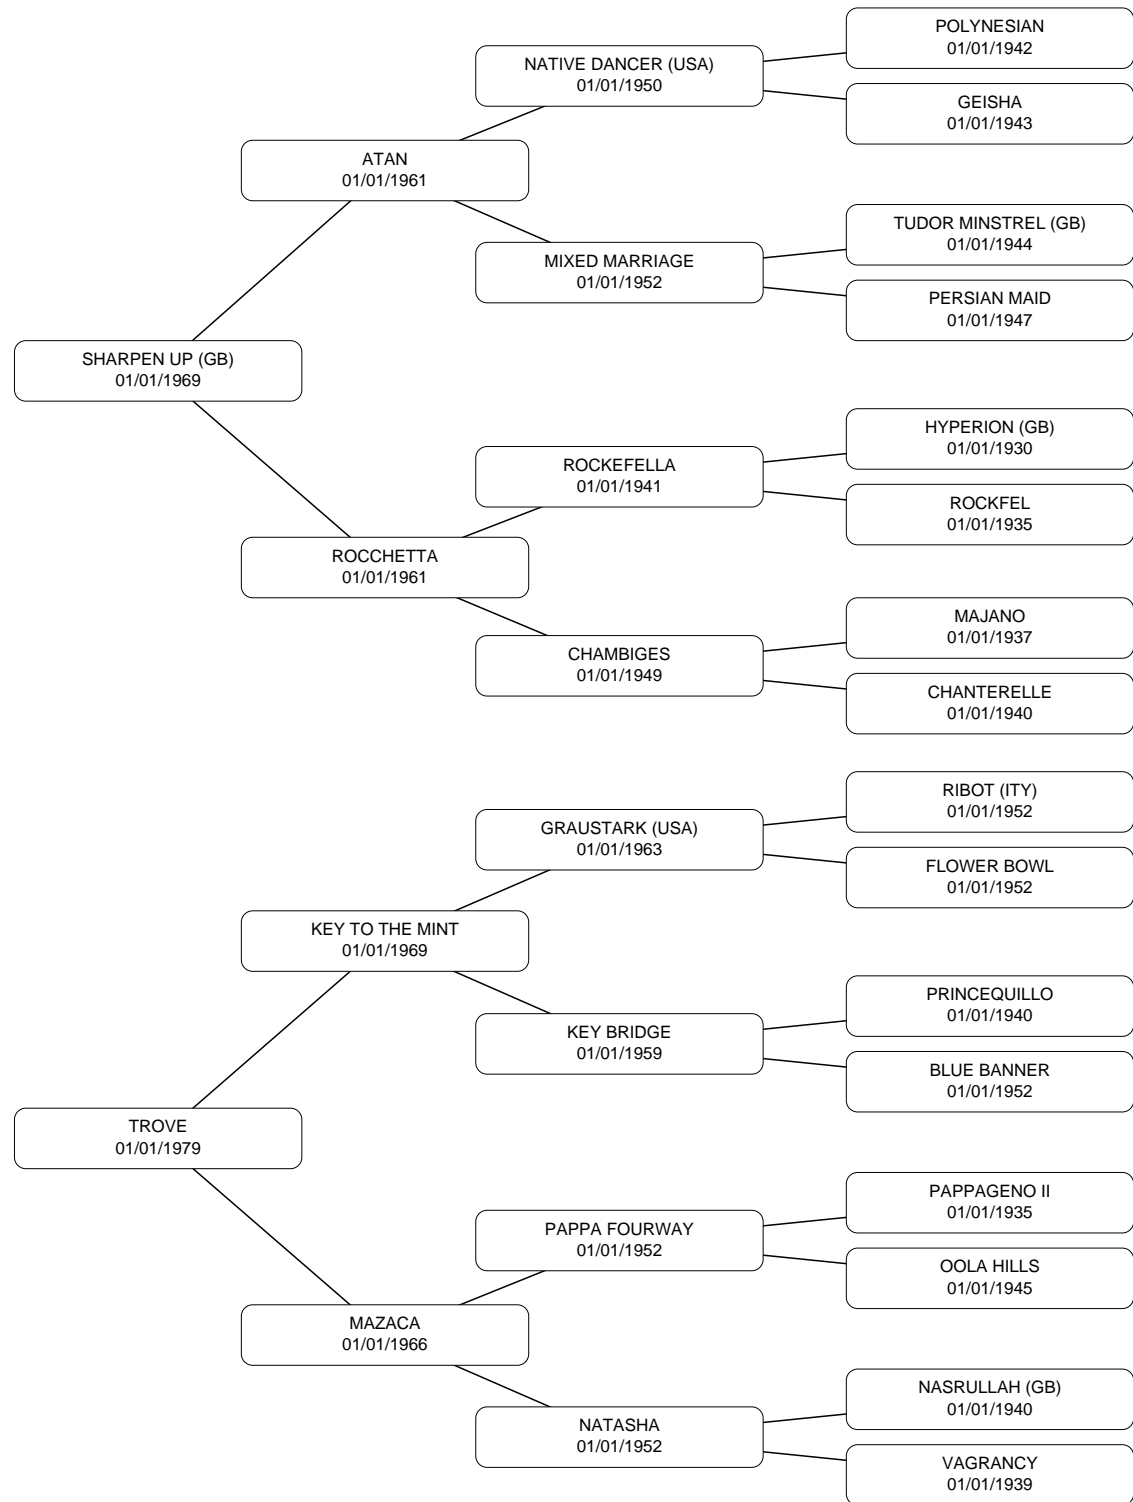 POLYNESIAN
01/01/1942
NATIVE DANCER (USA)
01/01/1950
GEISHA
01/01/1943
ATAN
01/01/1961
TUDOR MINSTREL (GB)
01/01/1944
MIXED MARRIAGE
01/01/1952
PERSIAN MAID
01/01/1947
SHARPEN UP (GB)
01/01/1969
HYPERION (GB)
01/01/1930
ROCKEFELLA
01/01/1941
ROCKFEL
01/01/1935
ROCCHETTA
01/01/1961
MAJANO
01/01/1937
CHAMBIGES
01/01/1949
CHANTERELLE
01/01/1940
RIBOT (ITY)
01/01/1952
GRAUSTARK (USA)
01/01/1963
FLOWER BOWL
01/01/1952
KEY TO THE MINT
01/01/1969
PRINCEQUILLO
01/01/1940
KEY BRIDGE
01/01/1959
BLUE BANNER
01/01/1952
TROVE
01/01/1979
PAPPAGENO II
01/01/1935
PAPPA FOURWAY
01/01/1952
OOLA HILLS
01/01/1945
MAZACA
01/01/1966
NASRULLAH (GB)
01/01/1940
NATASHA
01/01/1952
VAGRANCY
01/01/1939